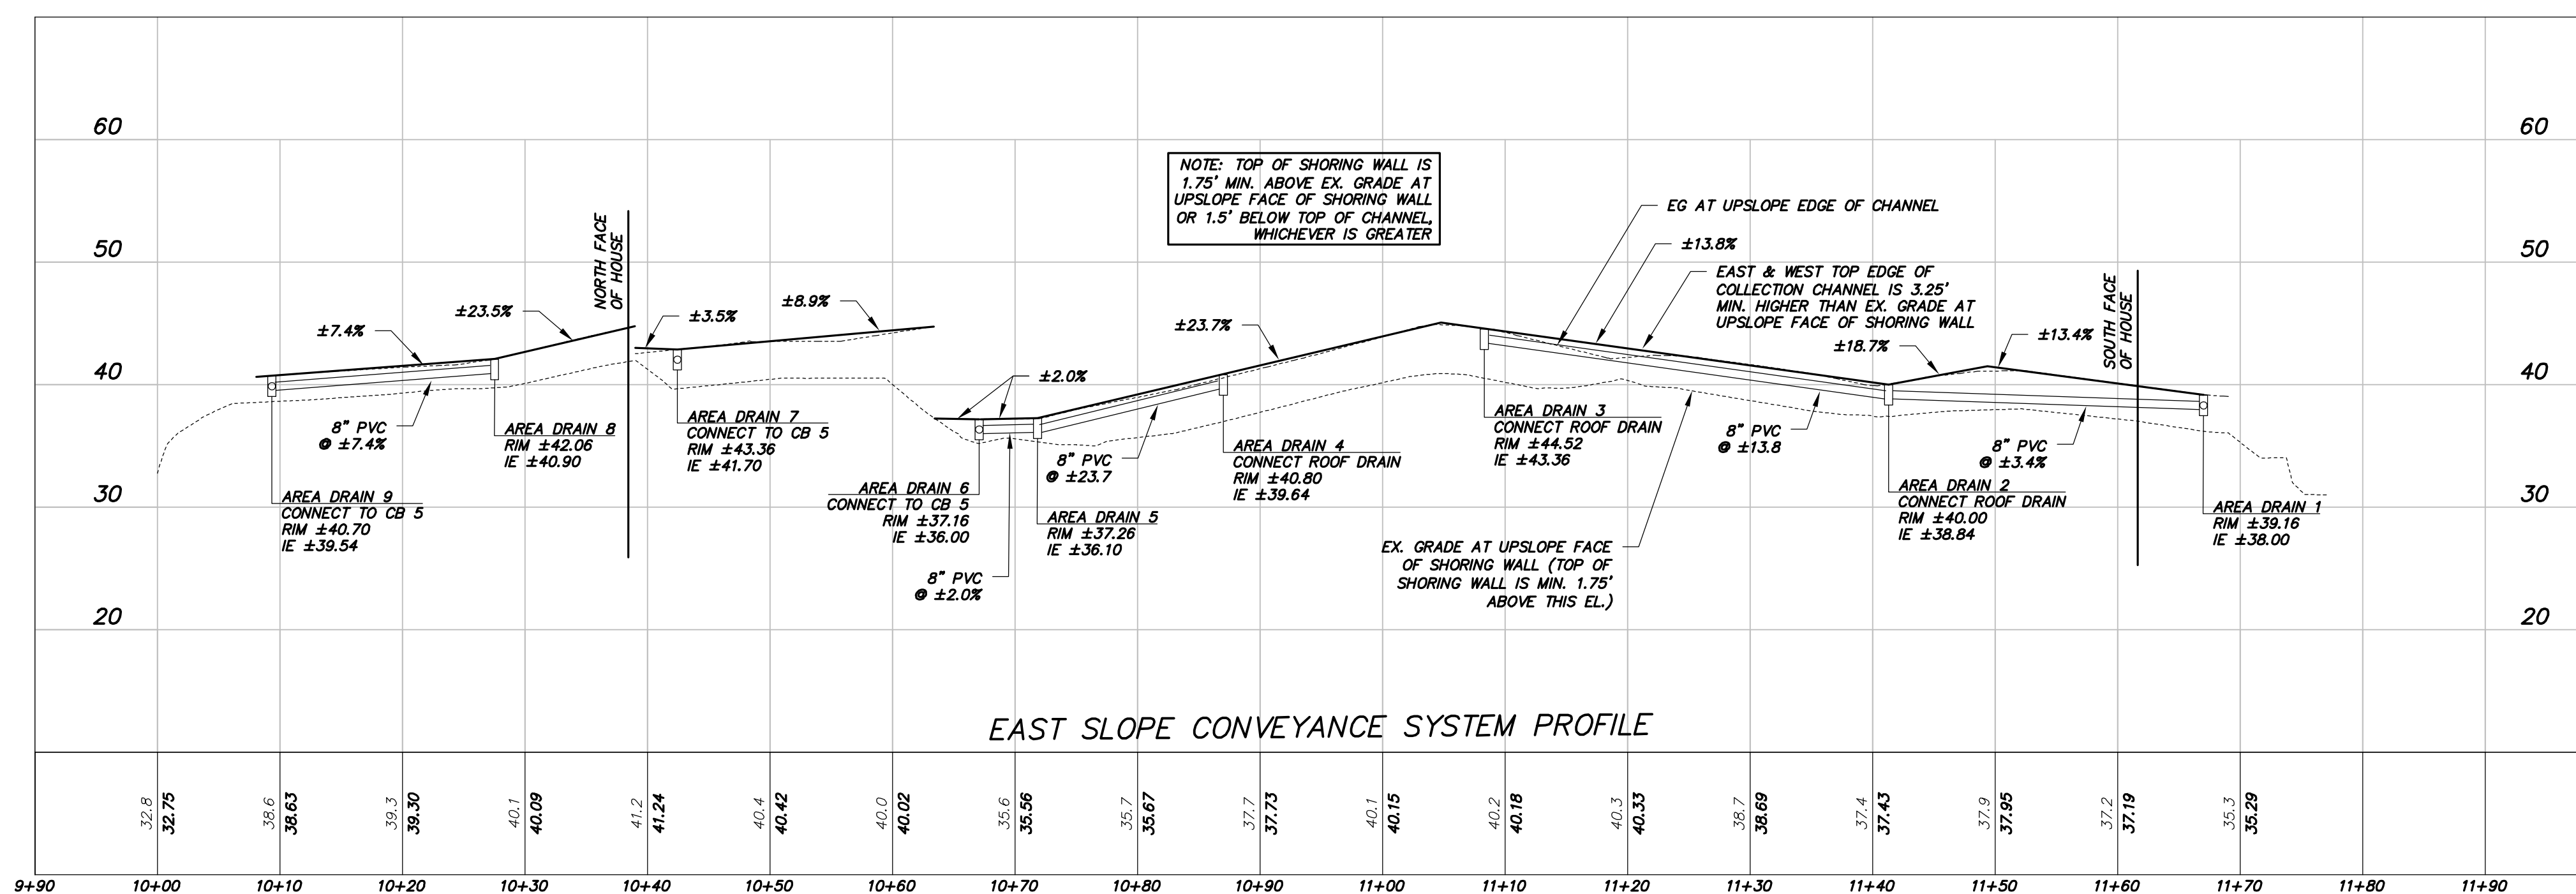 60
50
40
30
20
60
50
40
30
20
NORTH FACE
OF HOUSE
SOUTH FACE
OF HOUSE
NOTE: TOP OF SHORING WALL IS
1.75' MIN. ABOVE EX. GRADE AT
UPSLOPE FACE OF SHORING WALL
OR 1.5' BELOW TOP OF CHANNEL,
WHICHEVER IS GREATER
EG AT UPSLOPE EDGE OF CHANNEL
±13.8%
EAST & WEST TOP EDGE OF
COLLECTION CHANNEL IS 3.25'
MIN. HIGHER THAN EX. GRADE AT
UPSLOPE FACE OF SHORING WALL
±7.4%
±23.5%
±3.5%
±8.9%
±2.0%
±23.7%
±18.7%
±13.4%
8" PVC
@ ±7.4%
AREA DRAIN 9
CONNECT TO CB 5
RIM ±40.70
IE ±39.54
AREA DRAIN 8
RIM ±42.06
IE ±40.90
AREA DRAIN 7
CONNECT TO CB 5
RIM ±43.36
IE ±41.70
AREA DRAIN 6
CONNECT TO CB 5
RIM ±37.16
IE ±36.00
8" PVC
@ ±2.0%
8" PVC
@ ±23.7
AREA DRAIN 5
RIM ±37.26
IE ±36.10
AREA DRAIN 4
CONNECT ROOF DRAIN
RIM ±40.80
IE ±39.64
AREA DRAIN 3
CONNECT ROOF DRAIN
RIM ±44.52
IE ±43.36
EX. GRADE AT UPSLOPE FACE
OF SHORING WALL (TOP OF
SHORING WALL IS MIN. 1.75'
ABOVE THIS EL.)
8" PVC
@ ±13.8
8" PVC
@ ±3.4%
AREA DRAIN 2
CONNECT ROOF DRAIN
RIM ±40.00
IE ±38.84
AREA DRAIN 1
RIM ±39.16
IE ±38.00
EAST SLOPE CONVEYANCE SYSTEM PROFILE
32.8
32.75
38.6
38.63
39.3
39.30
40.1
40.09
41.2
41.24
40.4
40.42
40.0
40.02
35.6
35.56
35.7
35.67
37.7
37.73
40.1
40.15
40.2
40.18
40.3
40.33
38.7
38.69
37.4
37.43
37.9
37.95
37.2
37.19
35.3
35.29
9+90 10+00 10+10 10+20 10+30 10+40 10+50 10+60 10+70 10+80 10+90 11+00 11+10 11+20 11+30 11+40 11+50 11+60 11+70 11+80 11+90